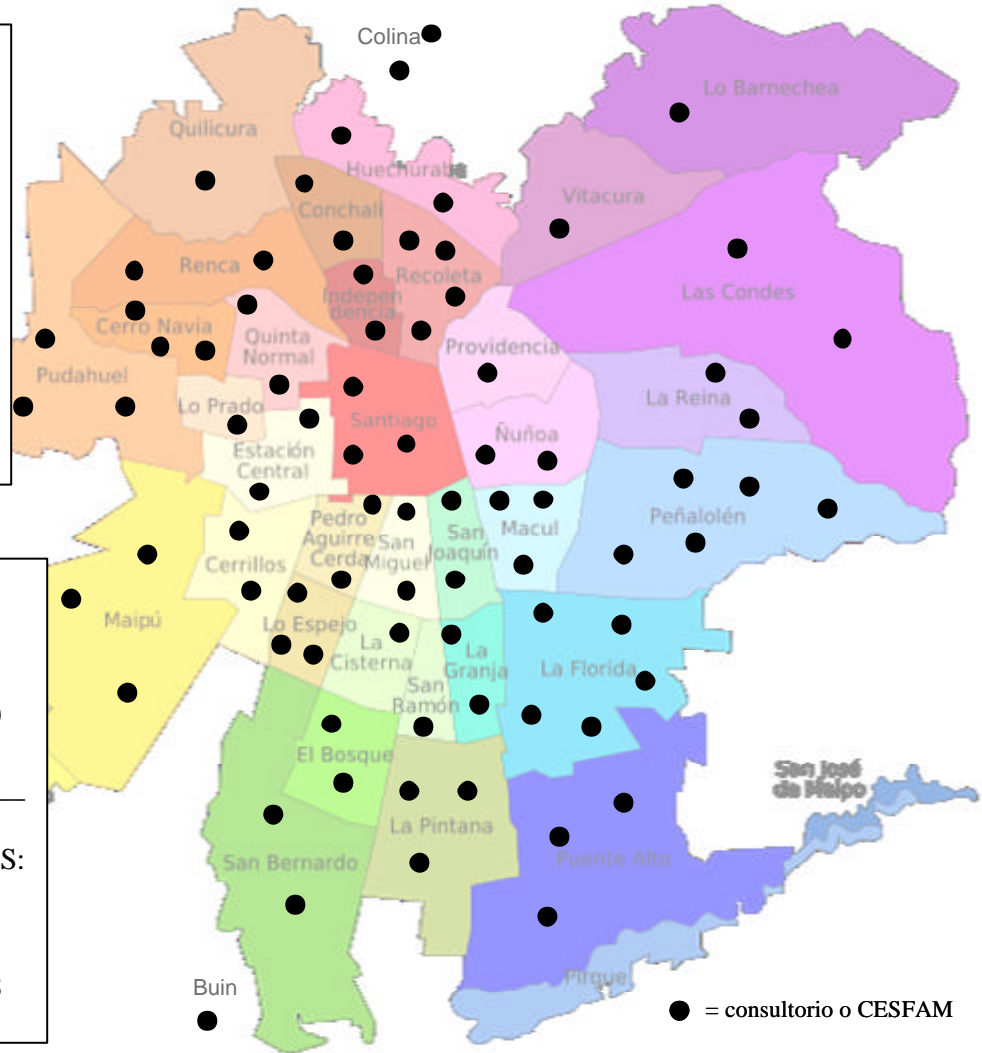 Colina
Lo Barnechea
Quilicura
Huechuraba
Vitacura
Conchalí
Renca
Recoleta
Las Condes
Indepen
dencia
Cerro Navia
Quinta
Normal
Providencia
Pudahuel
La Reina
Lo Prado
Santiago
Ñuñoa
Estación
Central
Pedro
Aguirre
Cerda
San
Miguel
San
Joaquín
Macul
Peñalolén
Cerrillos
Maipú
Lo Espejo
La
Cisterna
La
Granja
La Florida
San
Ramón
El Bosque
San José
de Maipo
La Pintana
S:
San Bernardo
Puente Alto
Pirque
Buin
= consultorio o CESFAM